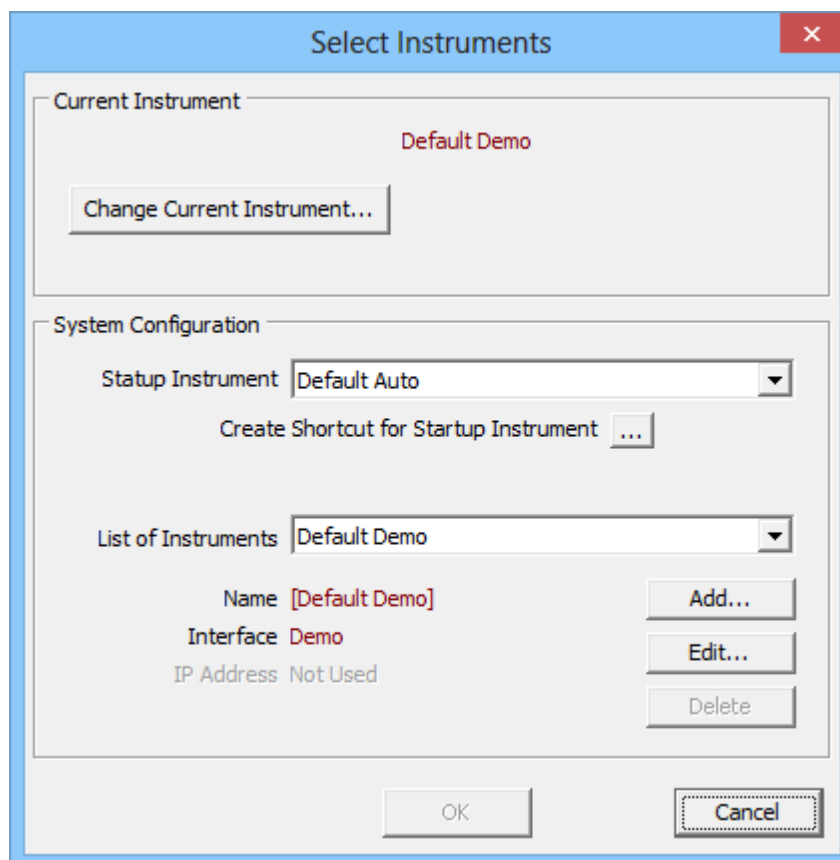 Select Instruments
Current Instrument
Default Demo
Change Current Instrument...
System Configuration
Statup Instrument Default Auto
Create Shortcut for Startup Instrument ...
List of Instruments Default Demo
Name [Default Demo] Add...
Interface Demo Edit...
IP Address Not Used
Delete
OK Cancel